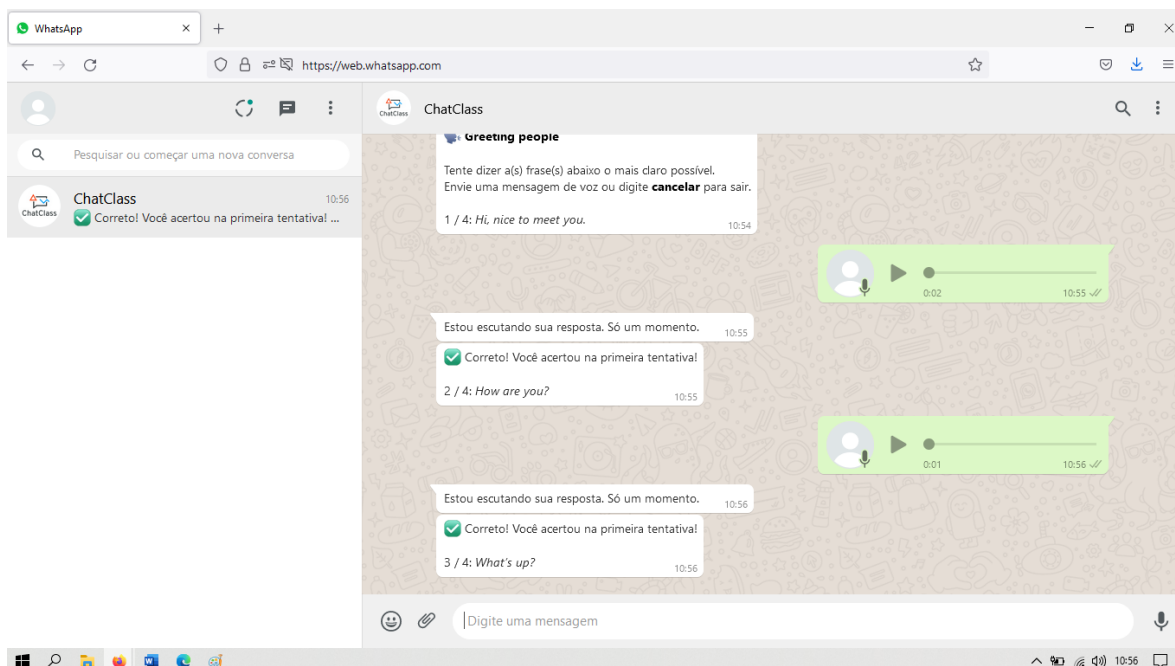 WhatsApp
https://web.whatsapp.com
ChatClass
ChatClass
Pesquisar ou começar uma nova conversa
ChatClass
ChatClass
10:56
Correto! Você acertou na primeira tentativa! ...
Greeting people
Tente dizer a(s) frase(s) abaixo o mais claro possível.
Envie uma mensagem de voz ou digite cancelar para sair.
1 / 4: Hi, nice to meet you.
10:54
0:02
10:55
Estou escutando sua resposta. Só um momento.
10:55
Correto! Você acertou na primeira tentativa!
2 / 4: How are you?
10:55
0:01
10:56
Estou escutando sua resposta. Só um momento.
10:56
Correto! Você acertou na primeira tentativa!
3 / 4: What's up?
10:56
Digite uma mensagem
10:56